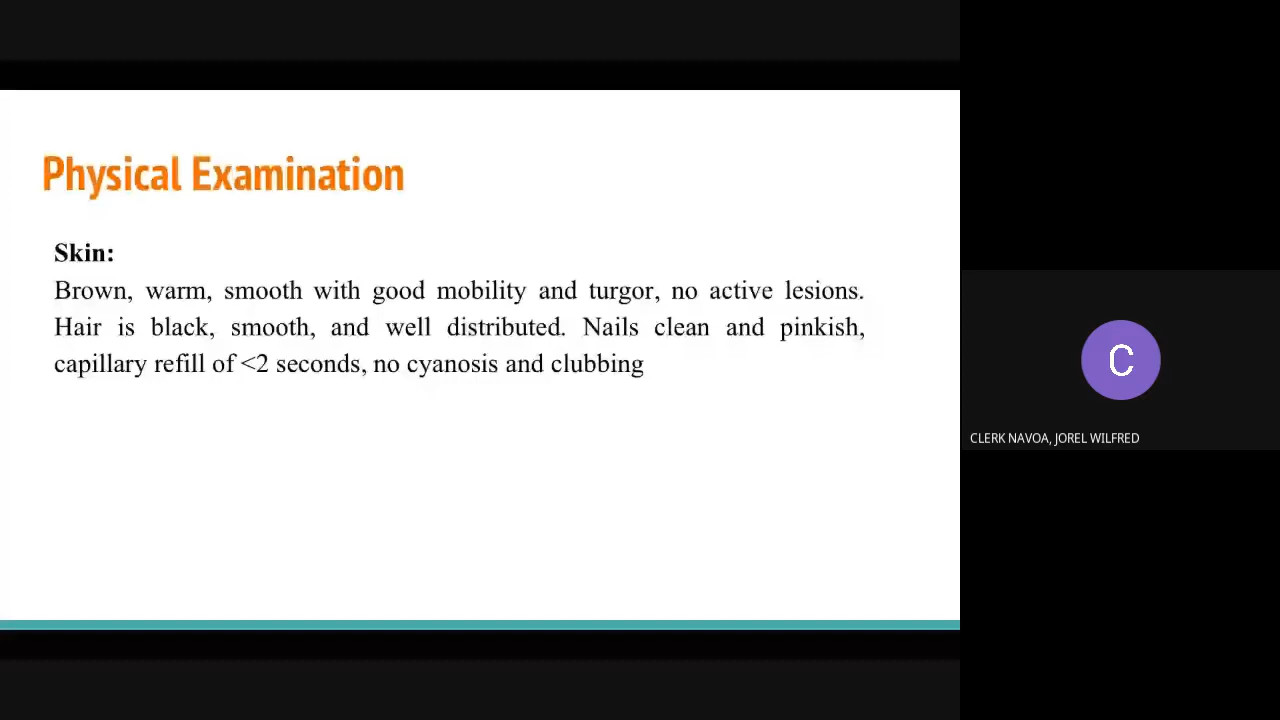 Physical Examination
Skin:
Brown, warm, smooth with good mobility and turgor, no active lesions.
Hair is black, smooth, and well distributed. Nails clean and pinkish,
capillary refill of <2 seconds, no cyanosis and clubbing
C
CLERK NAVOA, JOREL WILFRED